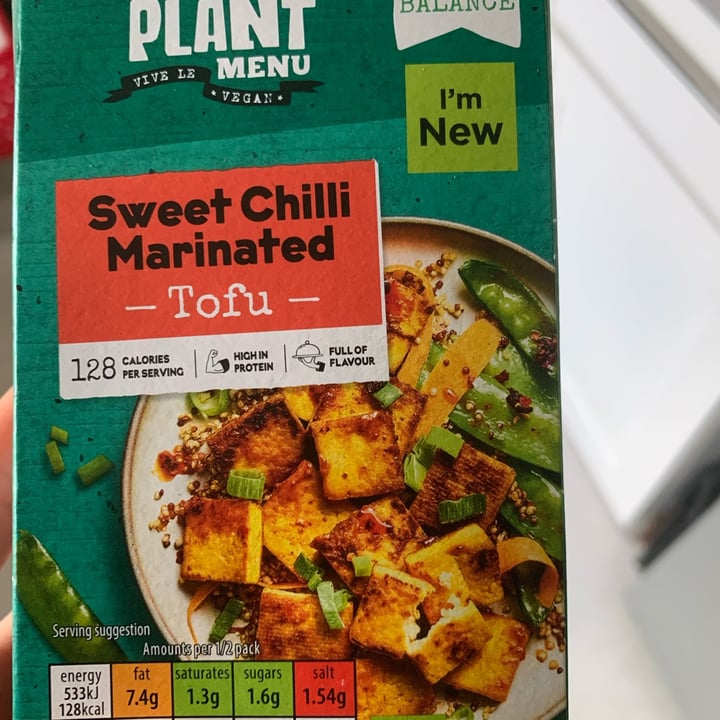 PLANT
MENU
VIVE LE
VEGAN
BALANCE
I'm
New
Sweet Chilli
Marinated
— Tofu —
128 CALORIES
PER SERVING
HIGH IN
PROTEIN
FULL OF
FLAVOUR
Serving suggestion
Amounts per 1/2 pack
energy
533kJ
128kcal
fat
7.4g
saturates
1.3g
sugars
1.6g
salt
1.54g